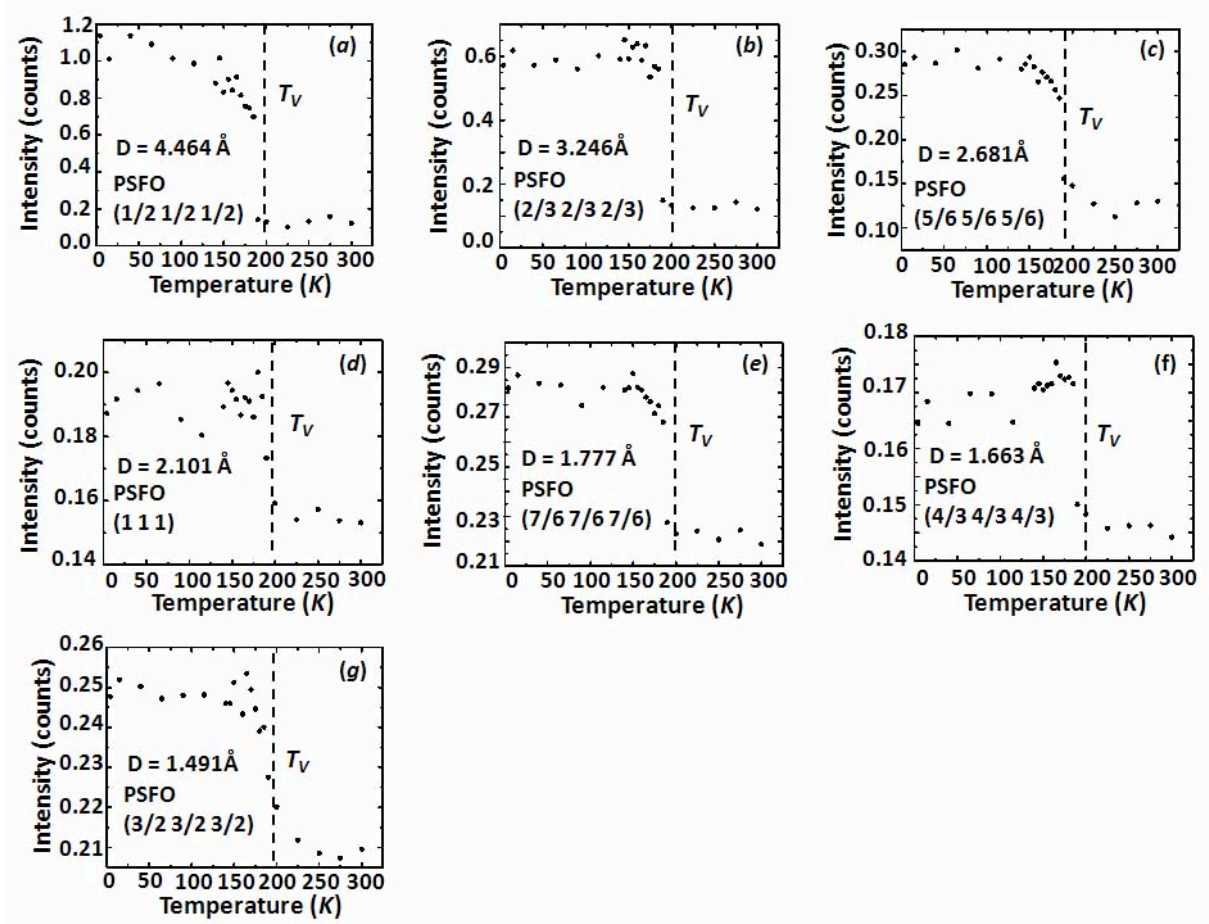 (a)
Intensity (counts)
1.2
1.0
0.8
0.6
0.4
0.2
0.0
T_V
D = 4.464 Å
PSFO
(1/2 1/2 1/2)
0 50 100 150 200 250 300
Temperature (K)
(b)
Intensity (counts)
0.6
0.4
0.2
0.0
T_V
D = 3.246Å
PSFO
(2/3 2/3 2/3)
0 50 100 150 200 250 300
Temperature (K)
(c)
Intensity (counts)
0.30
0.25
0.20
0.15
0.10
T_V
D = 2.681Å
PSFO
(5/6 5/6 5/6)
0 50 100 150 200 250 300
Temperature (K)
(d)
Intensity (counts)
0.20
0.18
0.16
0.14
T_V
D = 2.101 Å
PSFO
(1 1 1)
0 50 100 150 200 250 300
Temperature (K)
(e)
Intensity (counts)
0.29
0.27
0.25
0.23
0.21
T_V
D = 1.777 Å
PSFO
(7/6 7/6 7/6)
0 50 100 150 200 250 300
Temperature (K)
(f)
Intensity (counts)
0.18
0.17
0.16
0.15
0.14
T_V
D = 1.663 Å
PSFO
(4/3 4/3 4/3)
0 50 100 150 200 250 300
Temperature (K)
(g)
Intensity (counts)
0.26
0.25
0.24
0.23
0.22
0.21
T_V
D = 1.491Å
PSFO
(3/2 3/2 3/2)
0 50 100 150 200 250 300
Temperature (K)